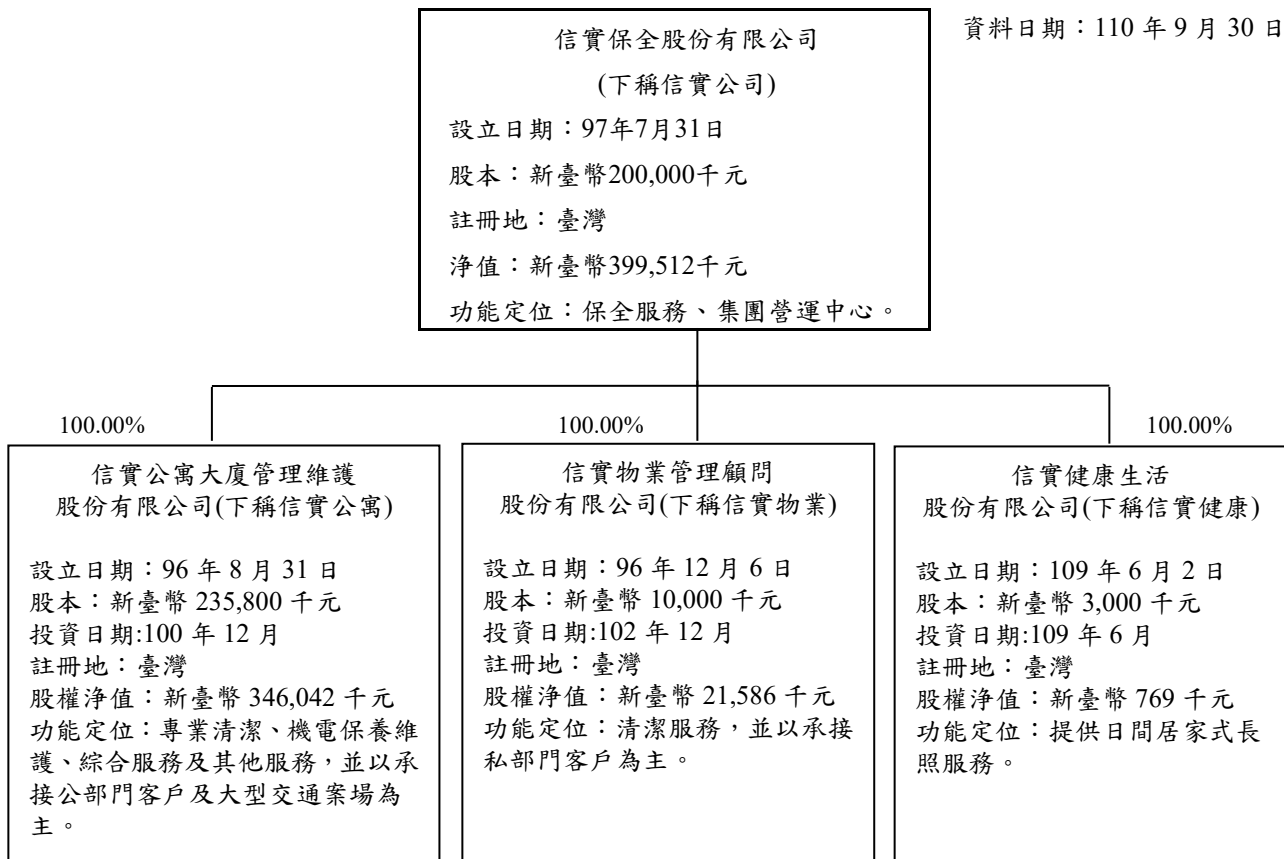 資料日期：110 年 9 月 30 日
信實保全股份有限公司
(下稱信實公司)
設立日期：97年7月31日
股本：新臺幣200,000千元
註冊地：臺灣
淨值：新臺幣399,512千元
功能定位：保全服務、集團營運中心。
100.00%
信實公寓大廈管理維護
股份有限公司(下稱信實公寓)
設立日期：96 年 8 月 31 日
股本：新臺幣 235,800 千元
投資日期:100 年 12 月
註冊地：臺灣
股權淨值：新臺幣 346,042 千元
功能定位：專業清潔、機電保養維
護、綜合服務及其他服務，並以承
接公部門客戶及大型交通案場為
主。
100.00%
信實物業管理顧問
股份有限公司(下稱信實物業)
設立日期：96 年 12 月 6 日
股本：新臺幣 10,000 千元
投資日期:102 年 12 月
註冊地：臺灣
股權淨值：新臺幣 21,586 千元
功能定位：清潔服務，並以承接
私部門客戶為主。
100.00%
信實健康生活
股份有限公司(下稱信實健康)
設立日期：109 年 6 月 2 日
股本：新臺幣 3,000 千元
投資日期:109 年 6 月
註冊地：臺灣
股權淨值：新臺幣 769 千元
功能定位：提供日間居家式長
照服務。